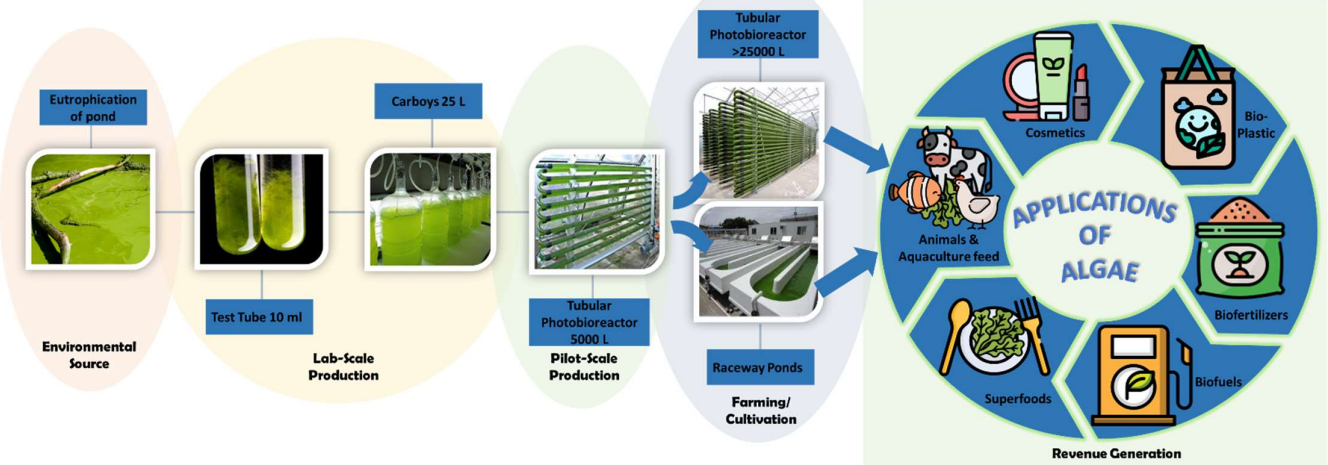 Eutrophication
of pond
Environmental
Source
Test Tube 10 ml
Carboys 25 L
Lab-Scale
Production
Tubular
Photobioreactor
5000 L
Pilot-Scale
Production
Tubular
Photobioreactor
>25000 L
Raceway Ponds
Farming/
Cultivation
Cosmetics
Bio-
Plastic
Animals &
Aquaculture feed
APPLICATIONS
OF
ALGAE
Biofertilizers
Superfoods
Biofuels
Revenue Generation